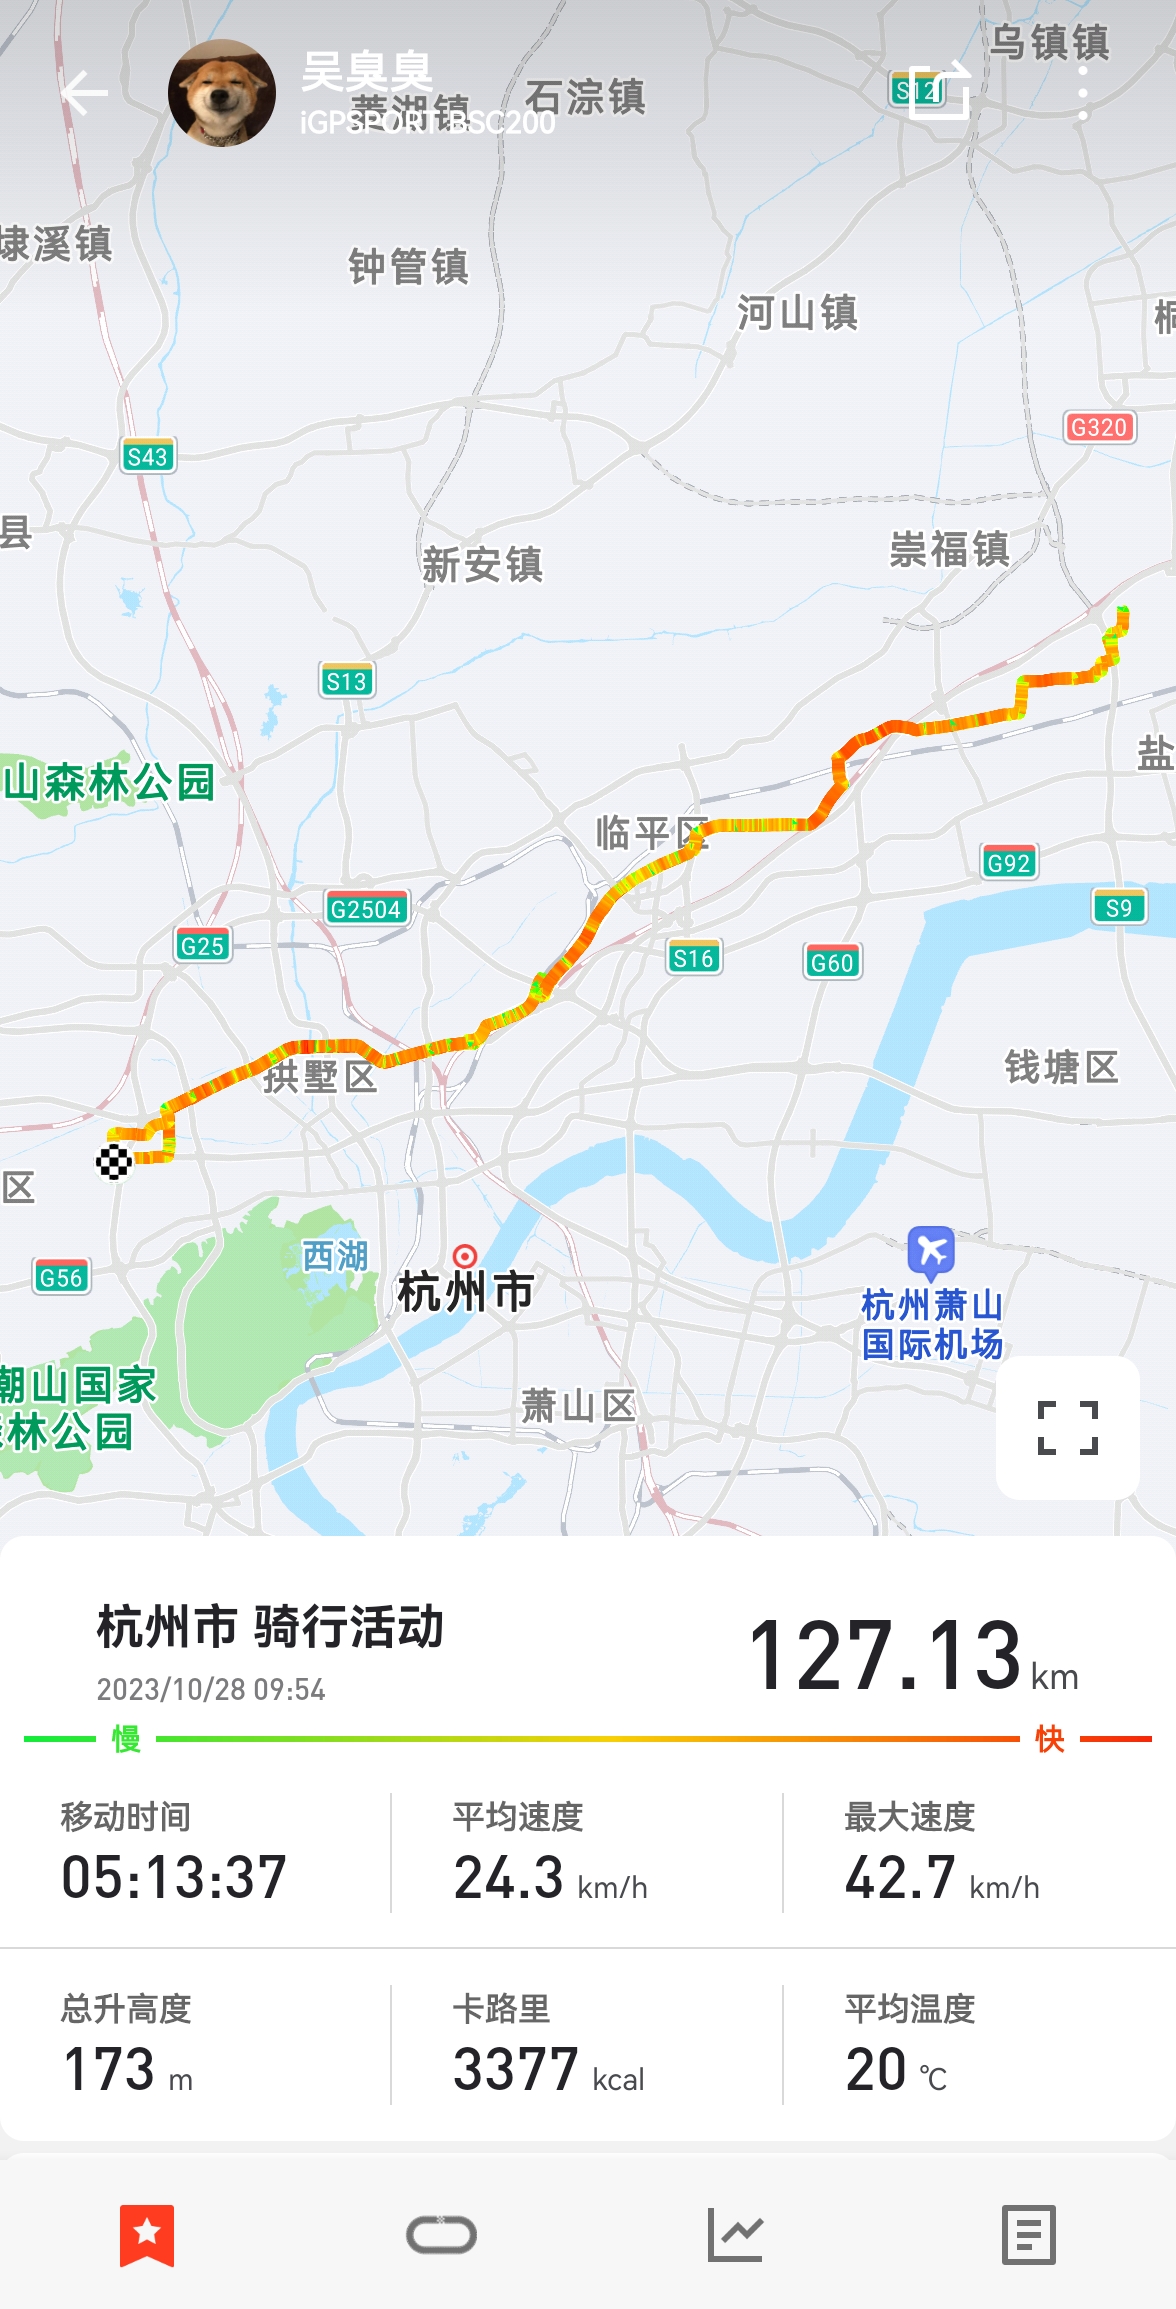 乌镇镇
吴臭臭
石淙镇
S12
菱湖镇
iGPSPORT BSC200
埭溪镇
钟管镇
河山镇
桐
G320
S43
县
崇福镇
新安镇
S13
盐
山森林公园
临平区
G92
G2504
S9
G25
S16
G60
拱墅区
钱塘区
区
西湖
G56
杭州市
杭州萧山
国际机场
潮山国家
森林公园
萧山区
杭州市 骑行活动
127.13 km
2023/10/28 09:54
慢
快
移动时间
平均速度
最大速度
05:13:37
24.3 km/h
42.7 km/h
总升高度
卡路里
平均温度
173 m
3377 kcal
20 ℃